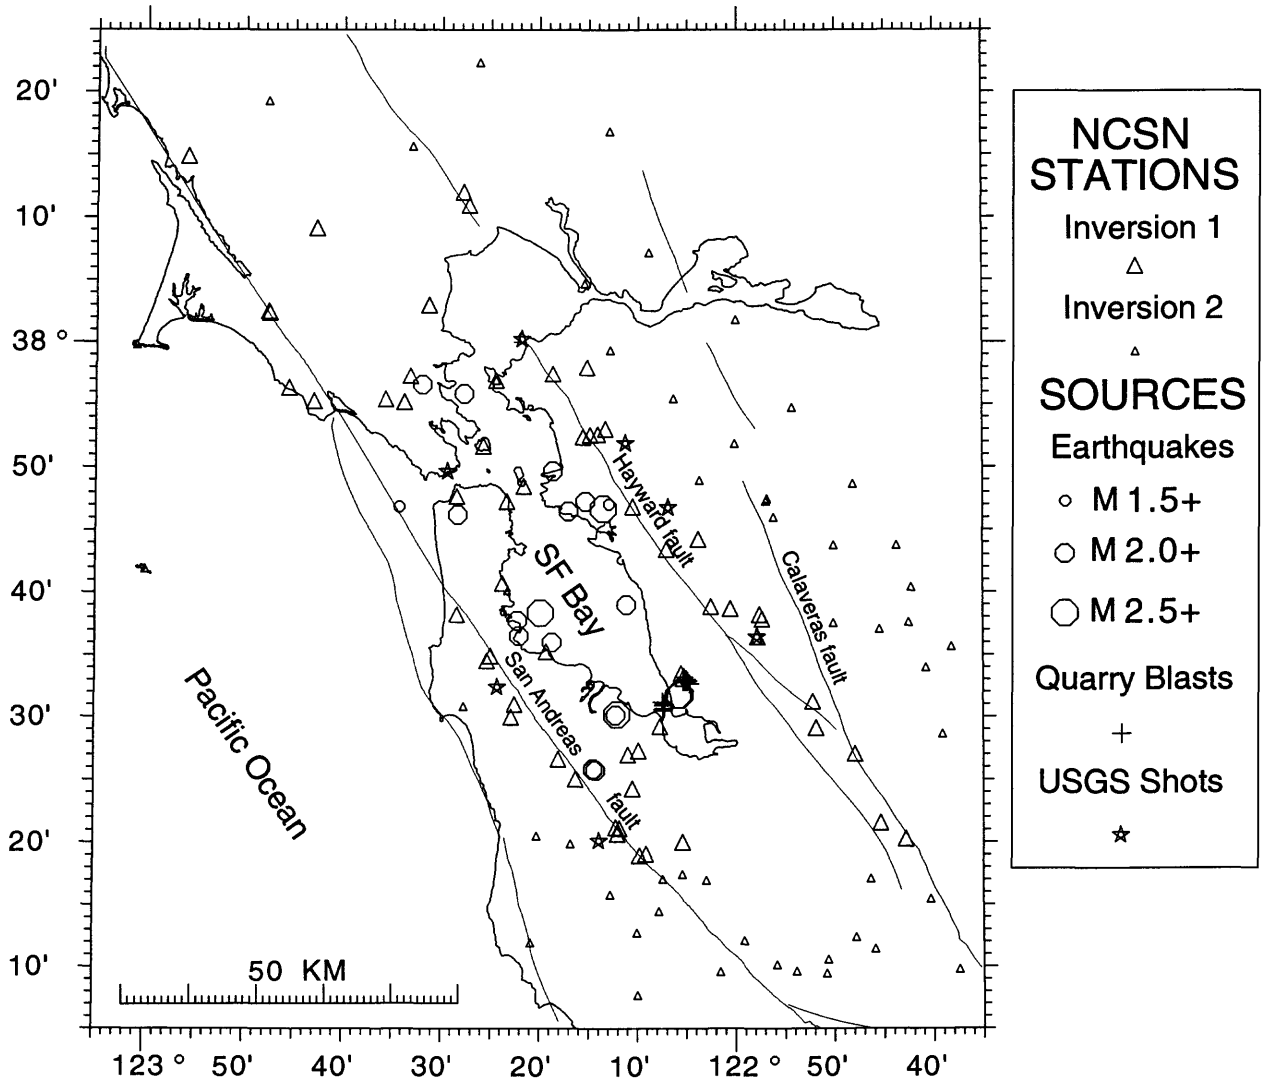 20'
10'
38 °
50'
40'
30'
20'
10'
123 °
50'
40'
30'
20'
10'
122 °
50'
40'
50 KM
Pacific Ocean
SF Bay
Hayward fault
Calaveras fault
San Andreas fault
NCSN
STATIONS
Inversion 1
Inversion 2
SOURCES
Earthquakes
M 1.5+
M 2.0+
M 2.5+
Quarry Blasts
USGS Shots